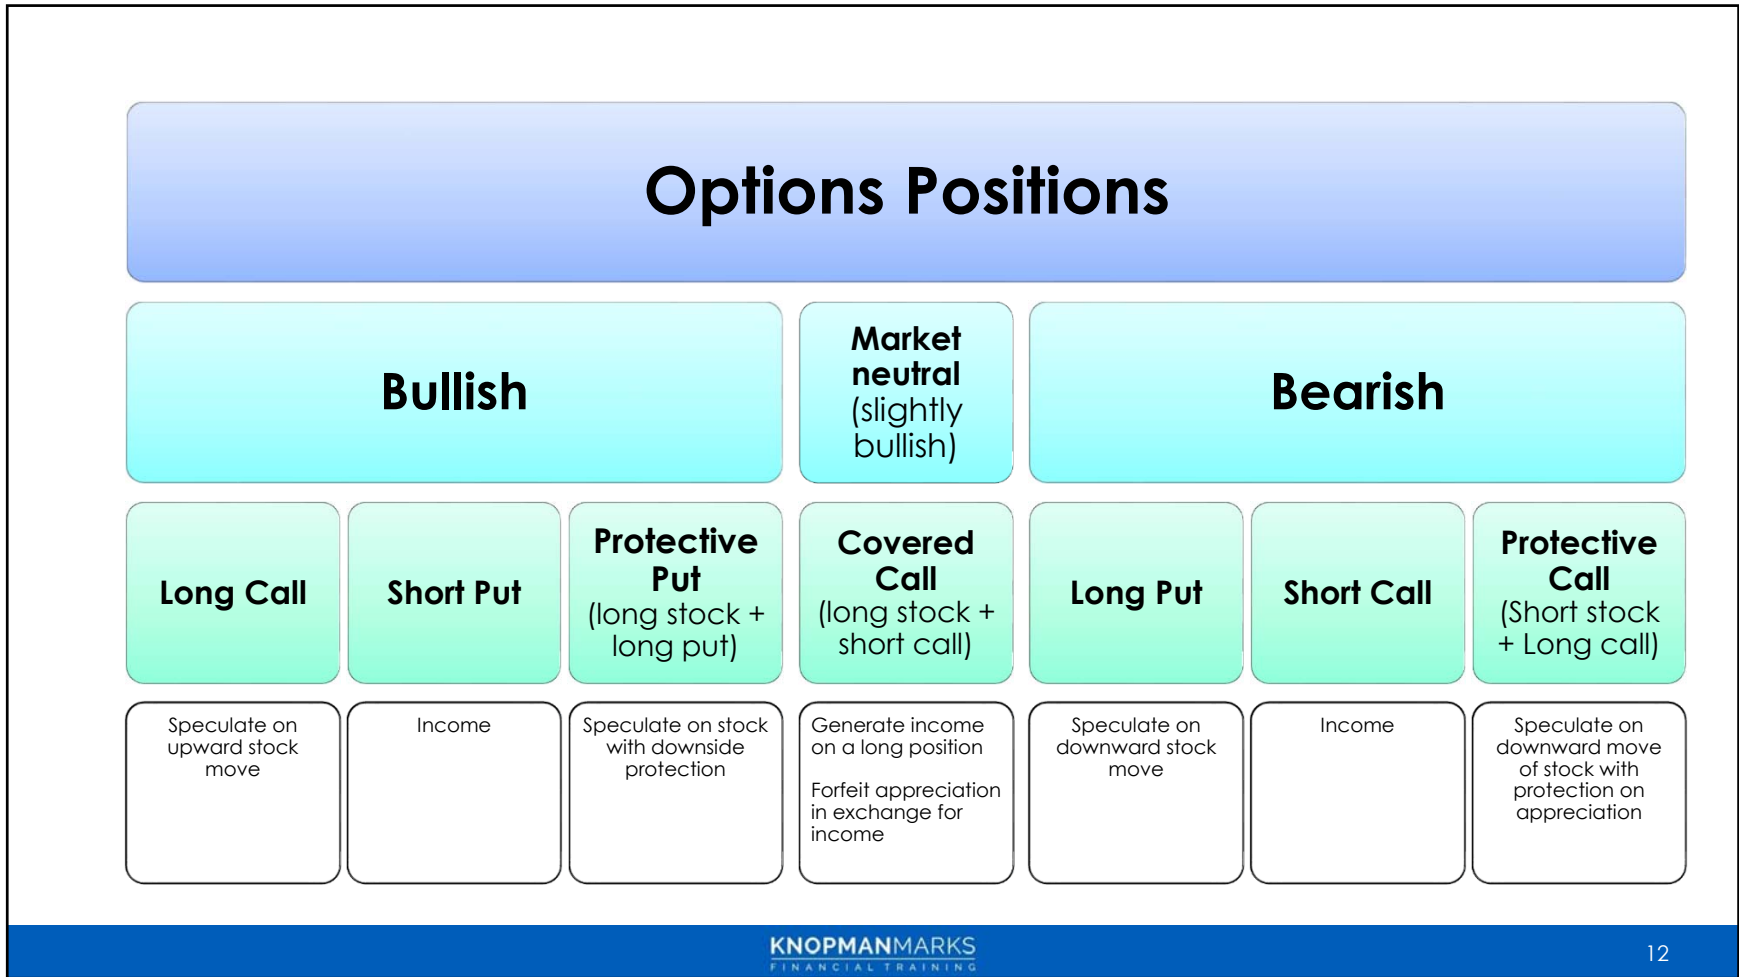 Options Positions
Bullish
Market
neutral
(slightly
bullish)
Bearish
Long Call
Short Put
Protective
Put
(long stock +
long put)
Covered
Call
(long stock +
short call)
Long Put
Short Call
Protective
Call
(Short stock
+ Long call)
Speculate on
upward stock
move
Income
Speculate on stock
with downside
protection
Generate income
on a long position
Forfeit appreciation
in exchange for
income
Speculate on
downward stock
move
Income
Speculate on
downward move
of stock with
protection on
appreciation
KNOPMANMARKS
FINANCIAL TRAINING
12